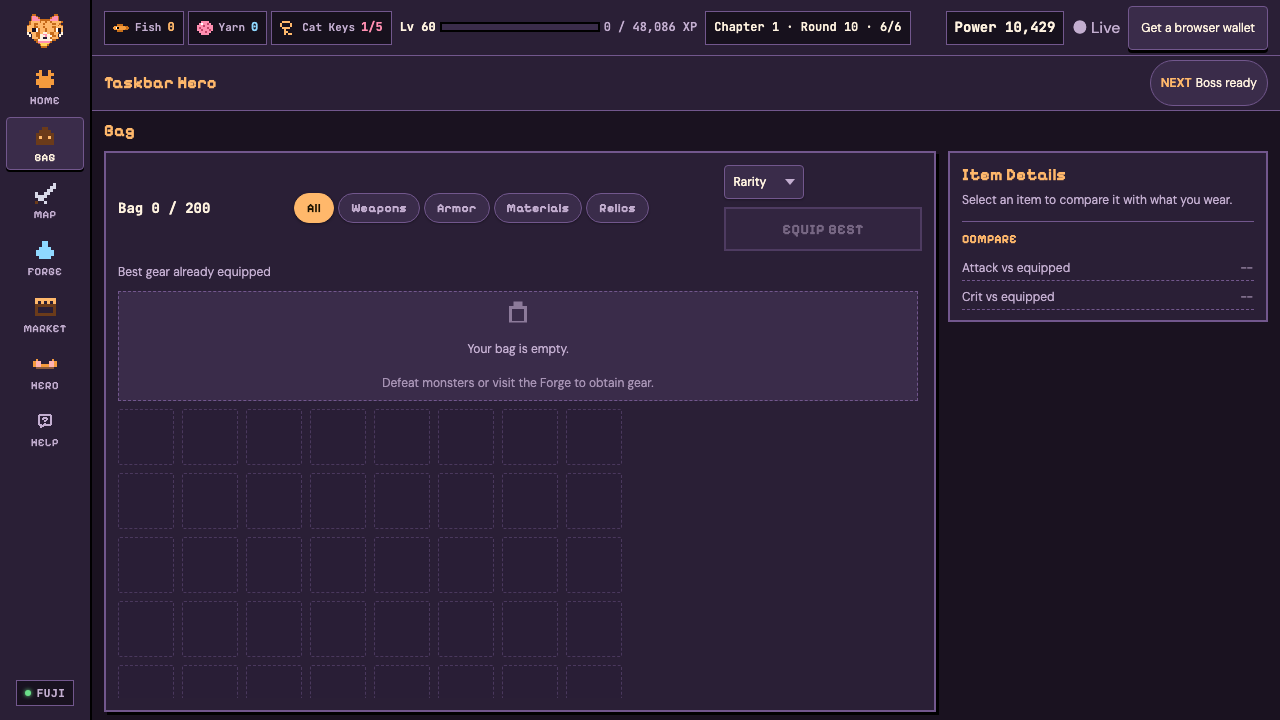 Fish 0 Yarn 0 Cat Keys 1/5 Lv 60 0 / 48,086 XP Chapter 1 · Round 10 · 6/6 Power 10,429 Live Get a browser wallet
HOME
BAG
MAP
FORGE
MARKET
HERO
HELP
FUJI
Taskbar Hero
NEXT Boss ready
Bag
Bag 0 / 200
All Weapons Armor Materials Relics
Rarity
EQUIP BEST
Best gear already equipped
Your bag is empty.
Defeat monsters or visit the Forge to obtain gear.
Item Details
Select an item to compare it with what you wear.
COMPARE
Attack vs equipped --
Crit vs equipped --